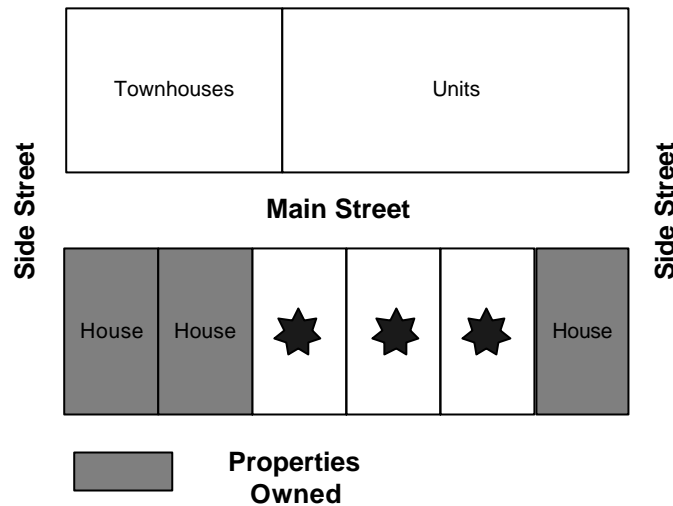 Townhouses
Units
Side Street
Side Street
Main Street
House
House
House
Properties
Owned